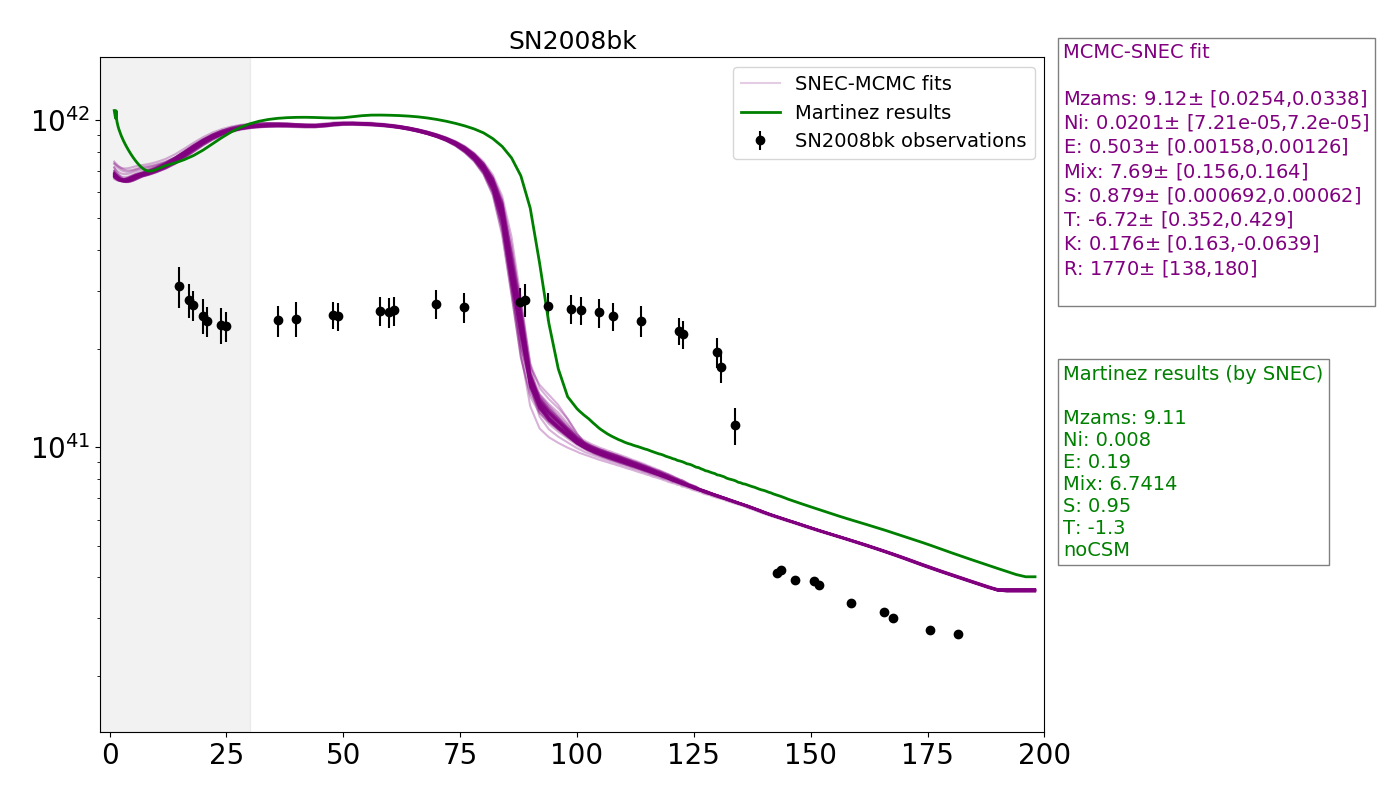 SN2008bk
SNEC-MCMC fits
Martinez results
SN2008bk observations
10⁴²
10⁴¹
0
25
50
75
100
125
150
175
200
MCMC-SNEC fit
Mzams: 9.12± [0.0254,0.0338]
Ni: 0.0201± [7.21e-05,7.2e-05]
E: 0.503± [0.00158,0.00126]
Mix: 7.69± [0.156,0.164]
S: 0.879± [0.000692,0.00062]
T: -6.72± [0.352,0.429]
K: 0.176± [0.163,-0.0639]
R: 1770± [138,180]
Martinez results (by SNEC)
Mzams: 9.11
Ni: 0.008
E: 0.19
Mix: 6.7414
S: 0.95
T: -1.3
noCSM